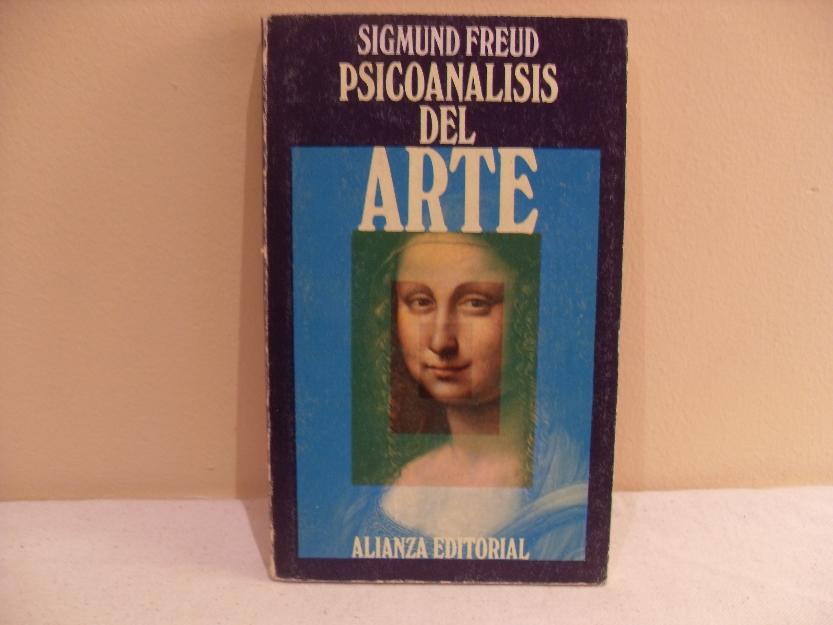 SIGMUND FREUD
PSICOANALISIS
DEL
ARTE
ALIANZA EDITORIAL